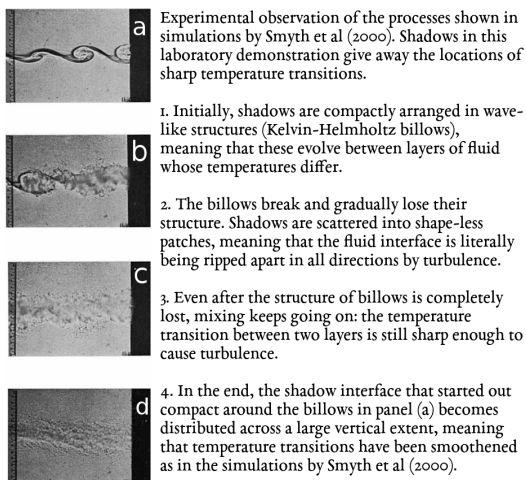 a
Experimental observation of the processes shown in
simulations by Smyth et al (2000). Shadows in this
laboratory demonstration give away the locations of
sharp temperature transitions.
1. Initially, shadows are compactly arranged in wave-
like structures (Kelvin-Helmholtz billows),
meaning that these evolve between layers of fluid
whose temperatures differ.
b
2. The billows break and gradually lose their
structure. Shadows are scattered into shape-less
patches, meaning that the fluid interface is literally
being ripped apart in all directions by turbulence.
c
3. Even after the structure of billows is completely
lost, mixing keeps going on: the temperature
transition between two layers is still sharp enough to
cause turbulence.
d
4. In the end, the shadow interface that started out
compact around the billows in panel (a) becomes
distributed across a large vertical extent, meaning
that temperature transitions have been smoothened
as in the simulations by Smyth et al (2000).